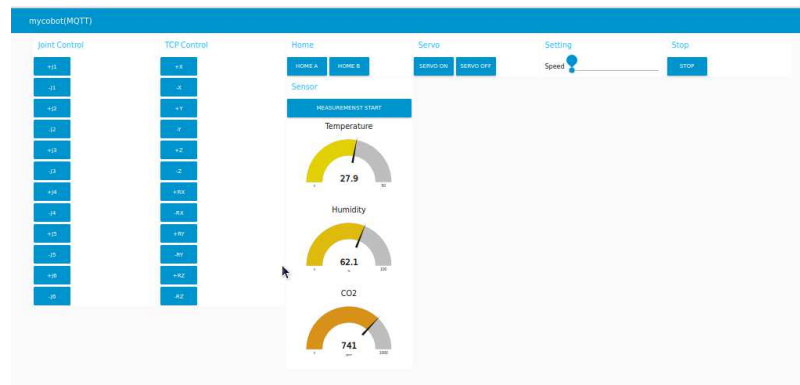 mycobot(MQTT)
Joint Control
+J1
-J1
+J2
-J2
+J3
-J3
+J4
-J4
+J5
-J5
+J6
-J6
TCP Control
+X
-X
+Y
-Y
+Z
-Z
+RX
-RX
+RY
-RY
+RZ
-RZ
Home
HOME A HOME B
Sensor
MEASUREMENST START
Temperature
27.9
50
Humidity
62.1
100
CO2
741
Servo
SERVO ON SERVO OFF
Setting
Speed
Stop
STOP